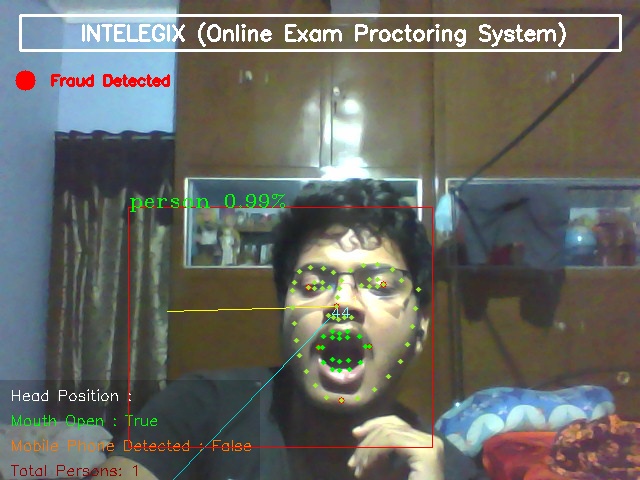 INTELEGIX (Online Exam Proctoring System)
Fraud Detected
person 0.99%
44
Head Position :
Mouth Open : True
Mobile Phone Detected : False
Total Persons: 1